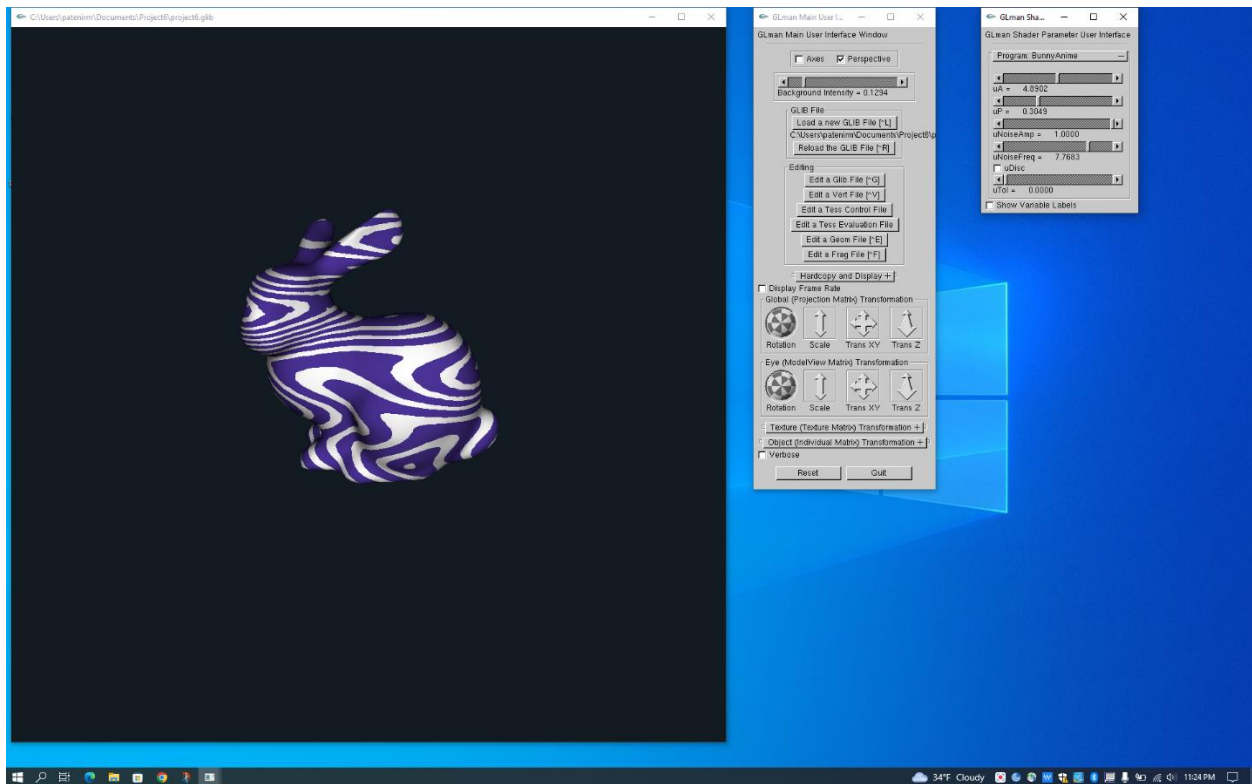 C:\Users\patenirm\Documents\Project6\project6.glib
GLman Main User I...
GLman Main User Interface Window
Axes
Perspective
Background Intensity = 0.1294
GLIB File
Load a new GLIB File [^L]
C:\Users\patenirm\Documents\Project6\p
Reload the GLIB File [^R]
Editing
Edit a Glib File [^G]
Edit a Vert File [^V]
Edit a Tess Control File
Edit a Tess Evaluation File
Edit a Geom File [^E]
Edit a Frag File [^F]
Hardcopy and Display +
Display Frame Rate
Global (Projection Matrix) Transformation
Rotation Scale Trans XY Trans Z
Eye (ModelView Matrix) Transformation
Rotation Scale Trans XY Trans Z
Texture (Texture Matrix) Transformation +
Object (Individual Matrix) Transformation +
Verbose
Reset Quit
GLman Sha...
GLman Shader Parameter User Interface
Program: BunnyAnime
uA = 4.8902
uP = 0.3049
uNoiseAmp = 1.0000
uNoiseFreq = 7.7683
uDisc
uTol = 0.0000
Show Variable Labels
34°F Cloudy
11:24 PM